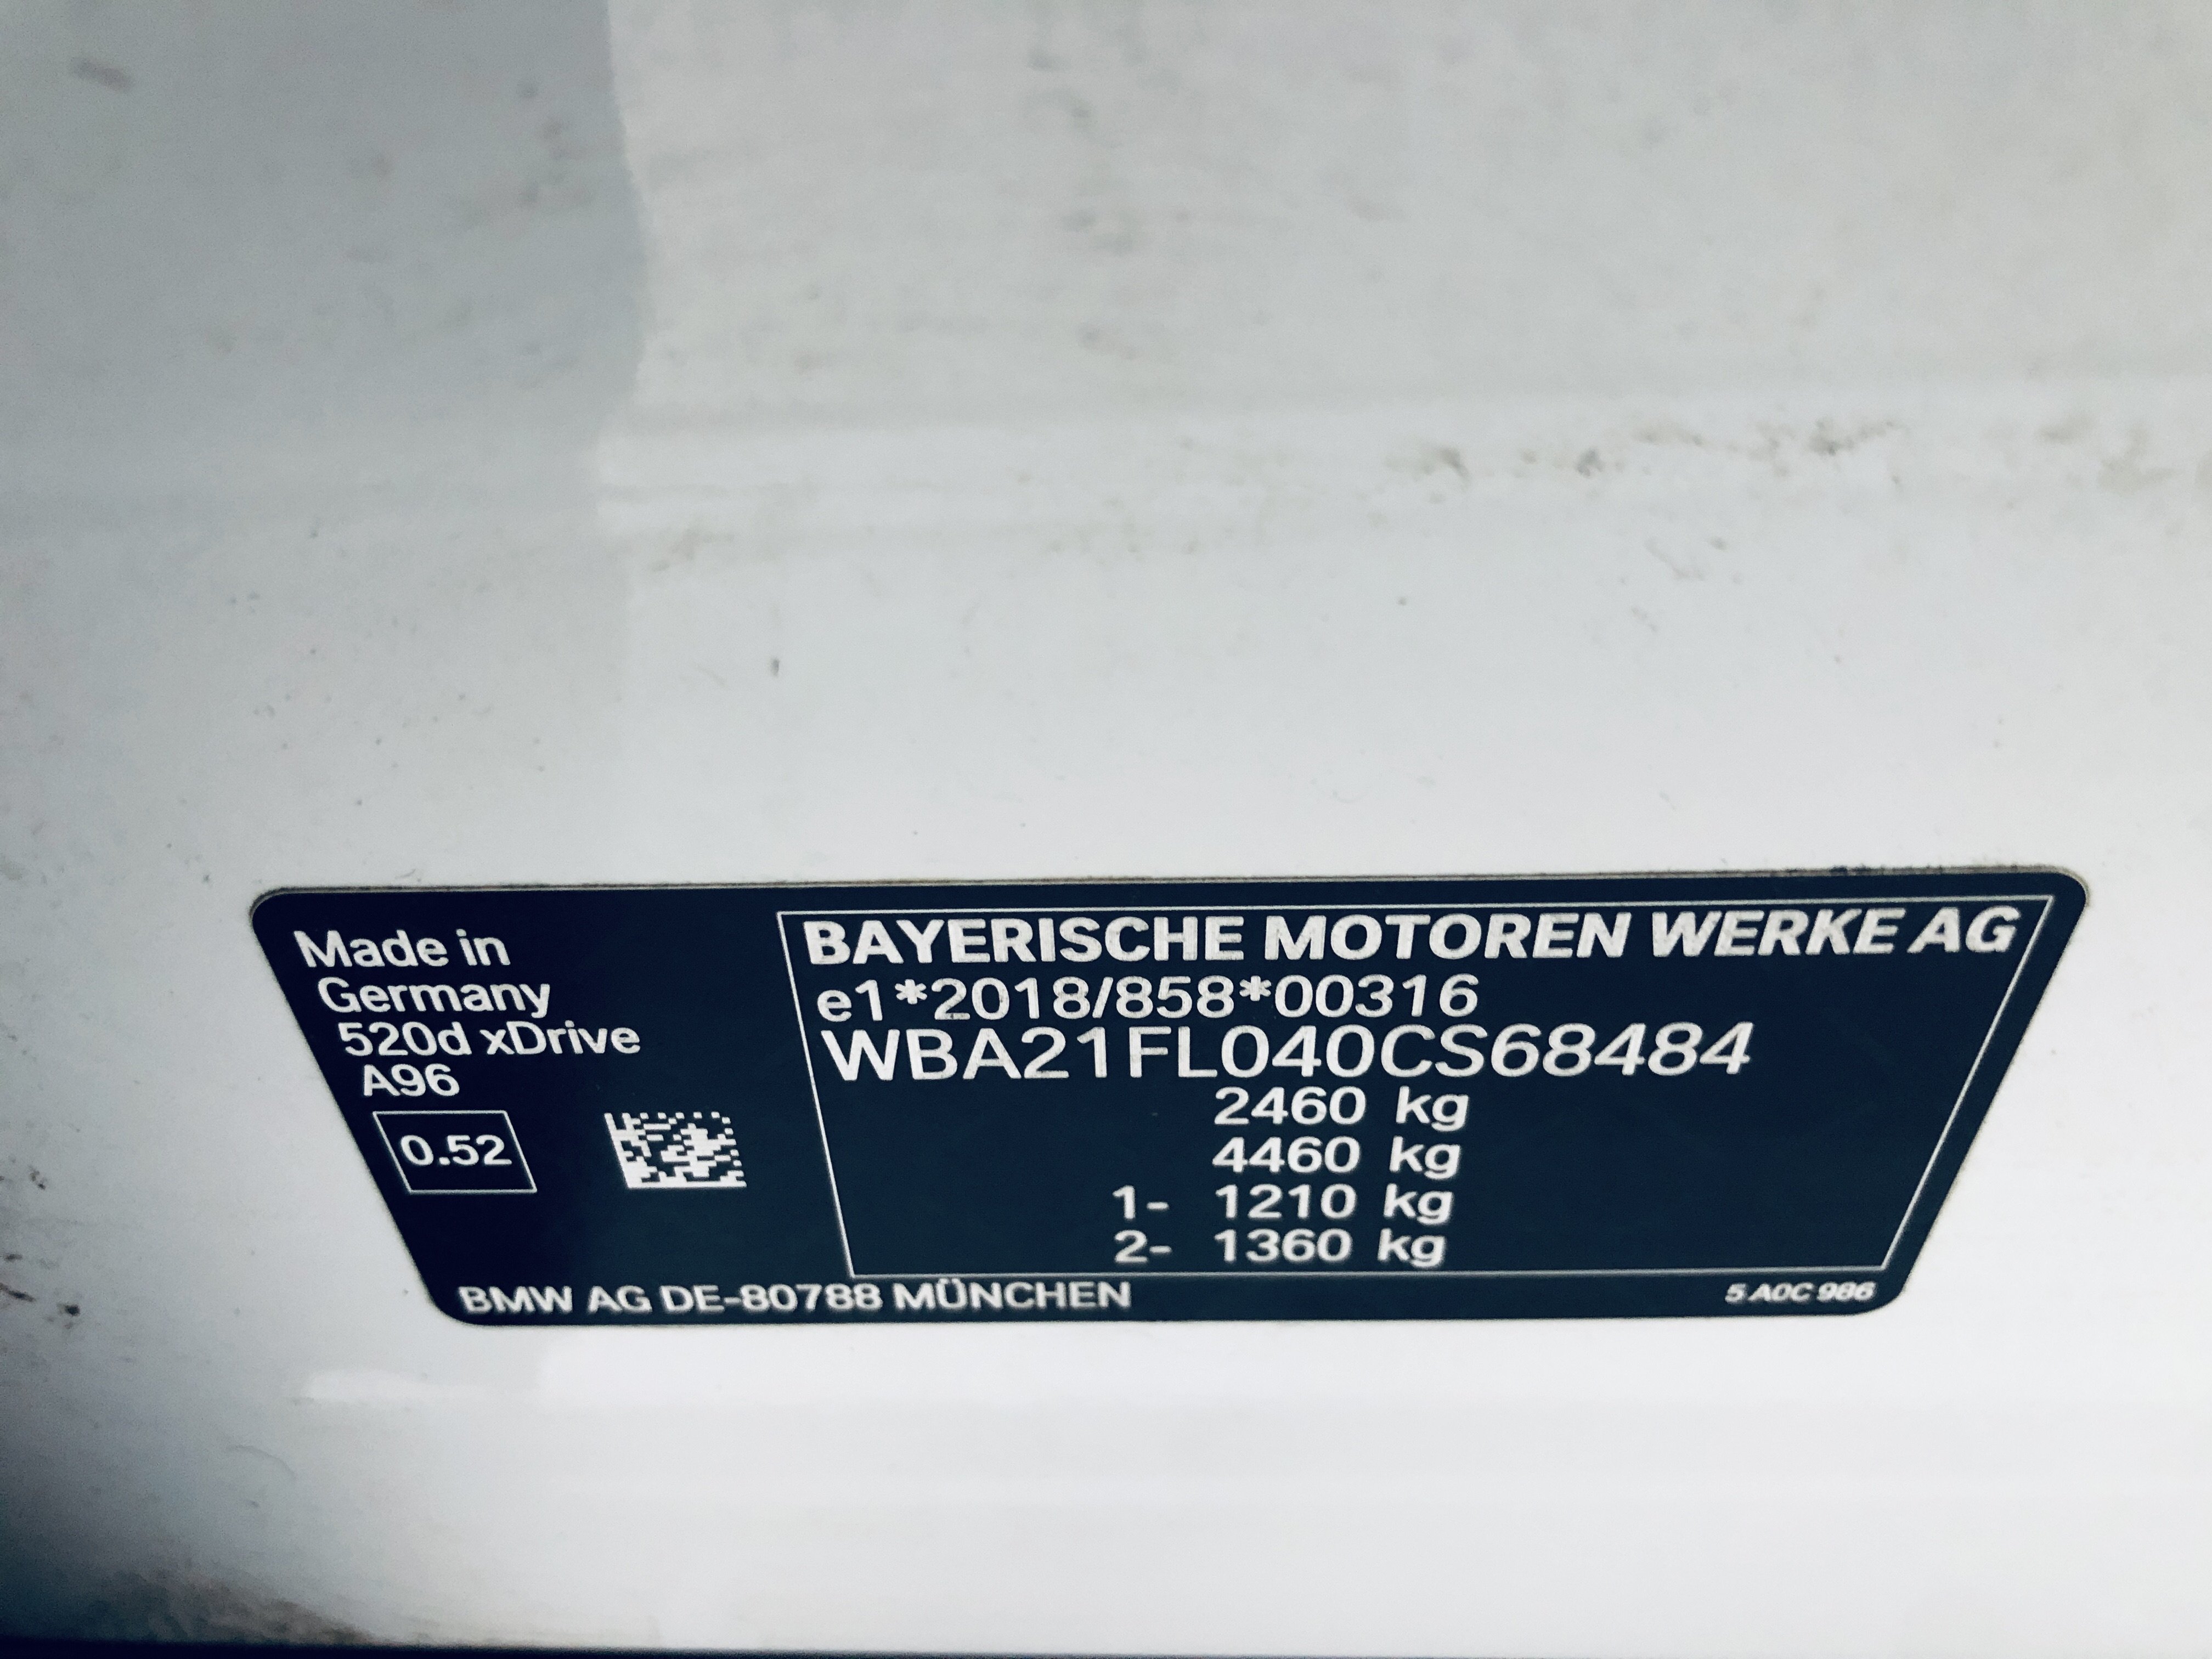 Made in
Germany
520d xDrive
A96
0.52
BAYERISCHE MOTOREN WERKE AG
e1*2018/858*00316
WBA21FL040CS68484
2460 kg
4460 kg
1- 1210 kg
2- 1360 kg
BMW AG DE-80788 MÜNCHEN
5 A0C 986